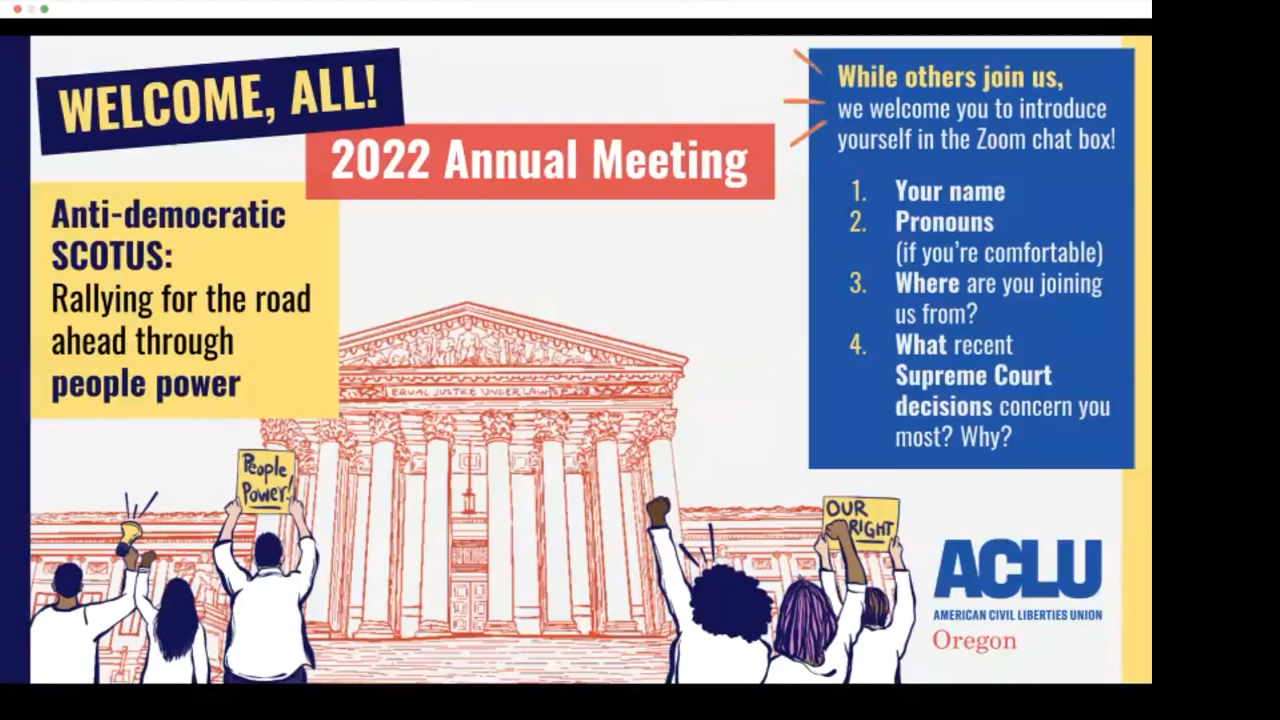 WELCOME, ALL!
2022 Annual Meeting
Anti-democratic
SCOTUS:
Rallying for the road
ahead through
people power
While others join us,
we welcome you to introduce
yourself in the Zoom chat box!
1. Your name
2. Pronouns
(if you're comfortable)
3. Where are you joining
us from?
4. What recent
Supreme Court
decisions concern you
most? Why?
EQUAL JUSTICE UNDER LAW
People
Power!
OUR
RIGHT
ACLU
AMERICAN CIVIL LIBERTIES UNION
Oregon